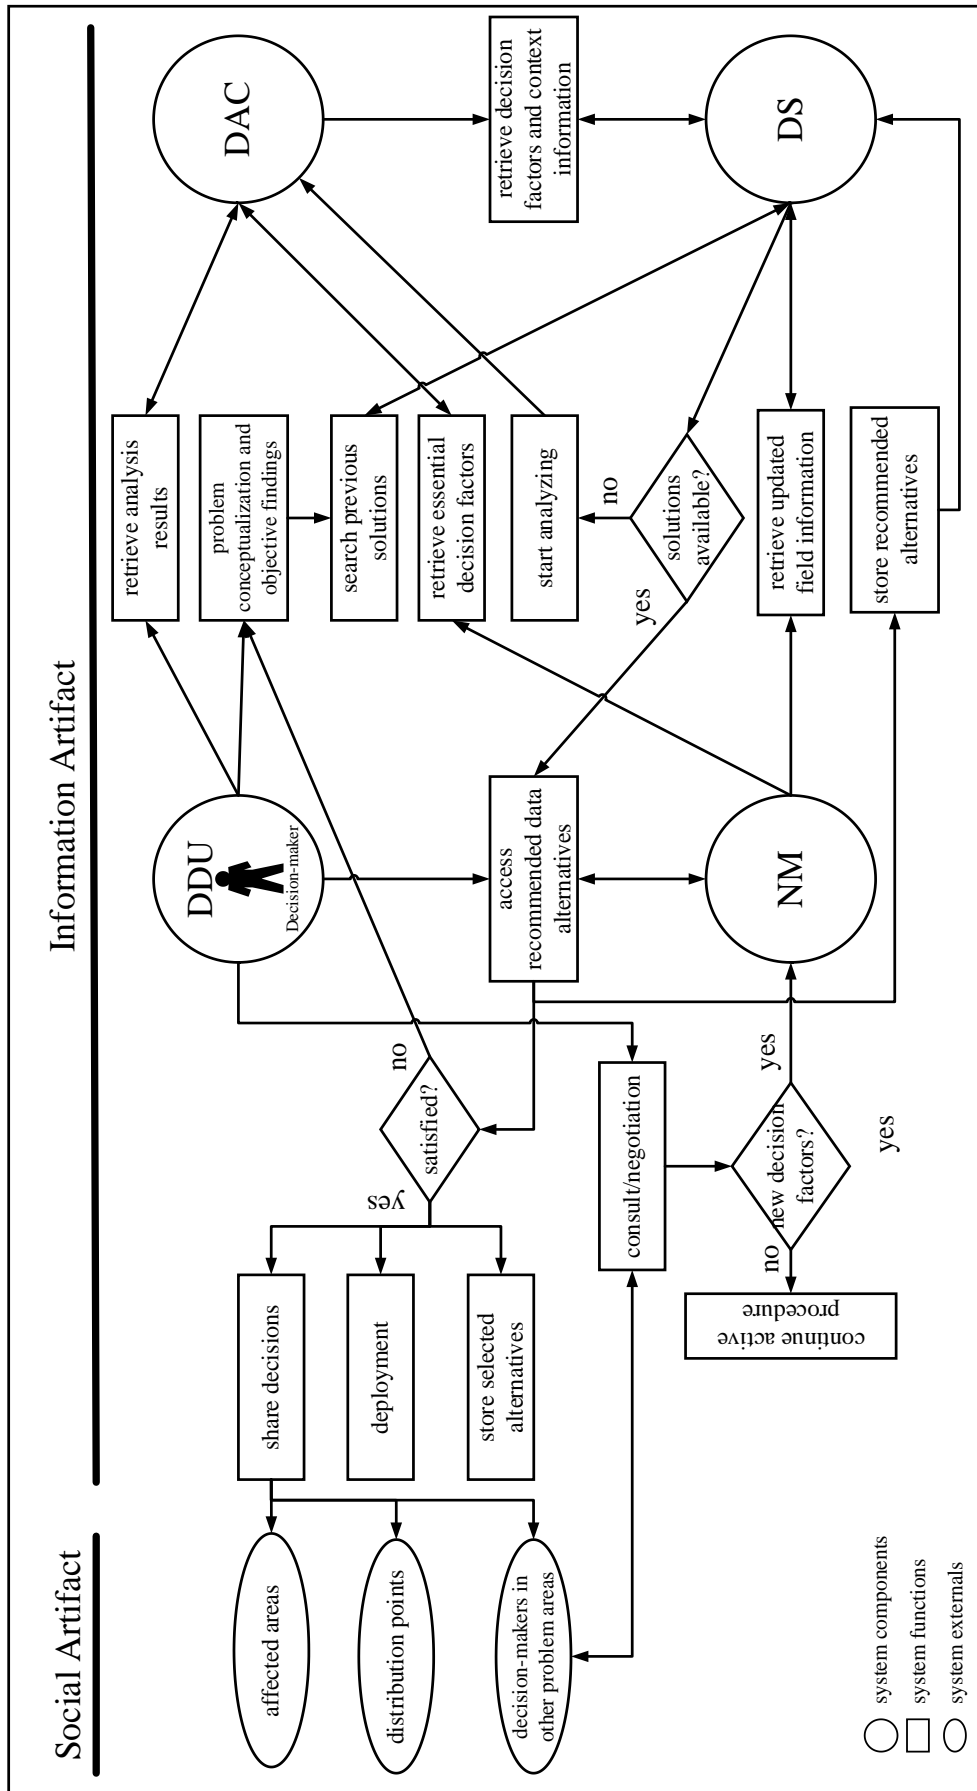 Social Artifact
Information Artifact
affected areas
distribution points
decision-makers in
other problem areas
share decisions
deployment
store selected
alternatives
yes
satisfied?
no
consult/negotiation
continue active
procedure
no
new decision
factors?
yes
yes
DDU
Decision-maker
access
recommended data
alternatives
NM
retrieve analysis
results
problem
conceptualization and
objective findings
search previous
solutions
retrieve essential
decision factors
start analyzing
no
solutions
available?
yes
retrieve updated
field information
store recommended
alternatives
DAC
retrieve decision
factors and context
information
DS
system components
system functions
system externals